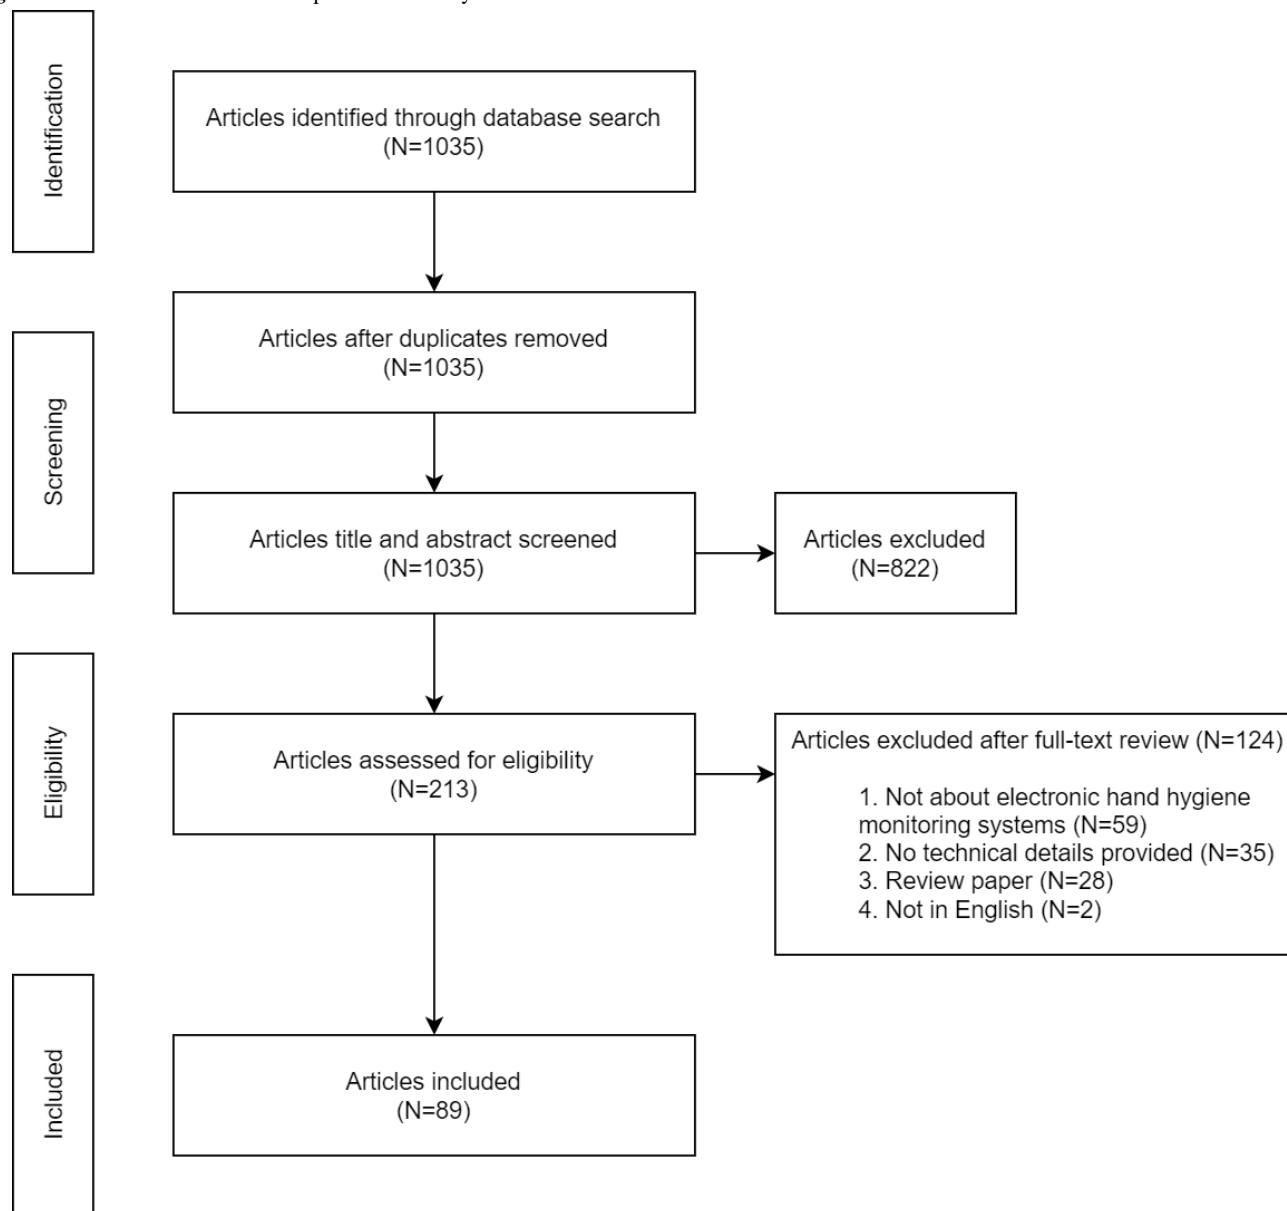 Identification
Articles identified through database search
(N=1035)
Articles after duplicates removed
(N=1035)
Screening
Articles title and abstract screened
(N=1035)
Articles excluded
(N=822)
Eligibility
Articles assessed for eligibility
(N=213)
Articles excluded after full-text review (N=124)
1. Not about electronic hand hygiene
monitoring systems (N=59)
2. No technical details provided (N=35)
3. Review paper (N=28)
4. Not in English (N=2)
Included
Articles included
(N=89)